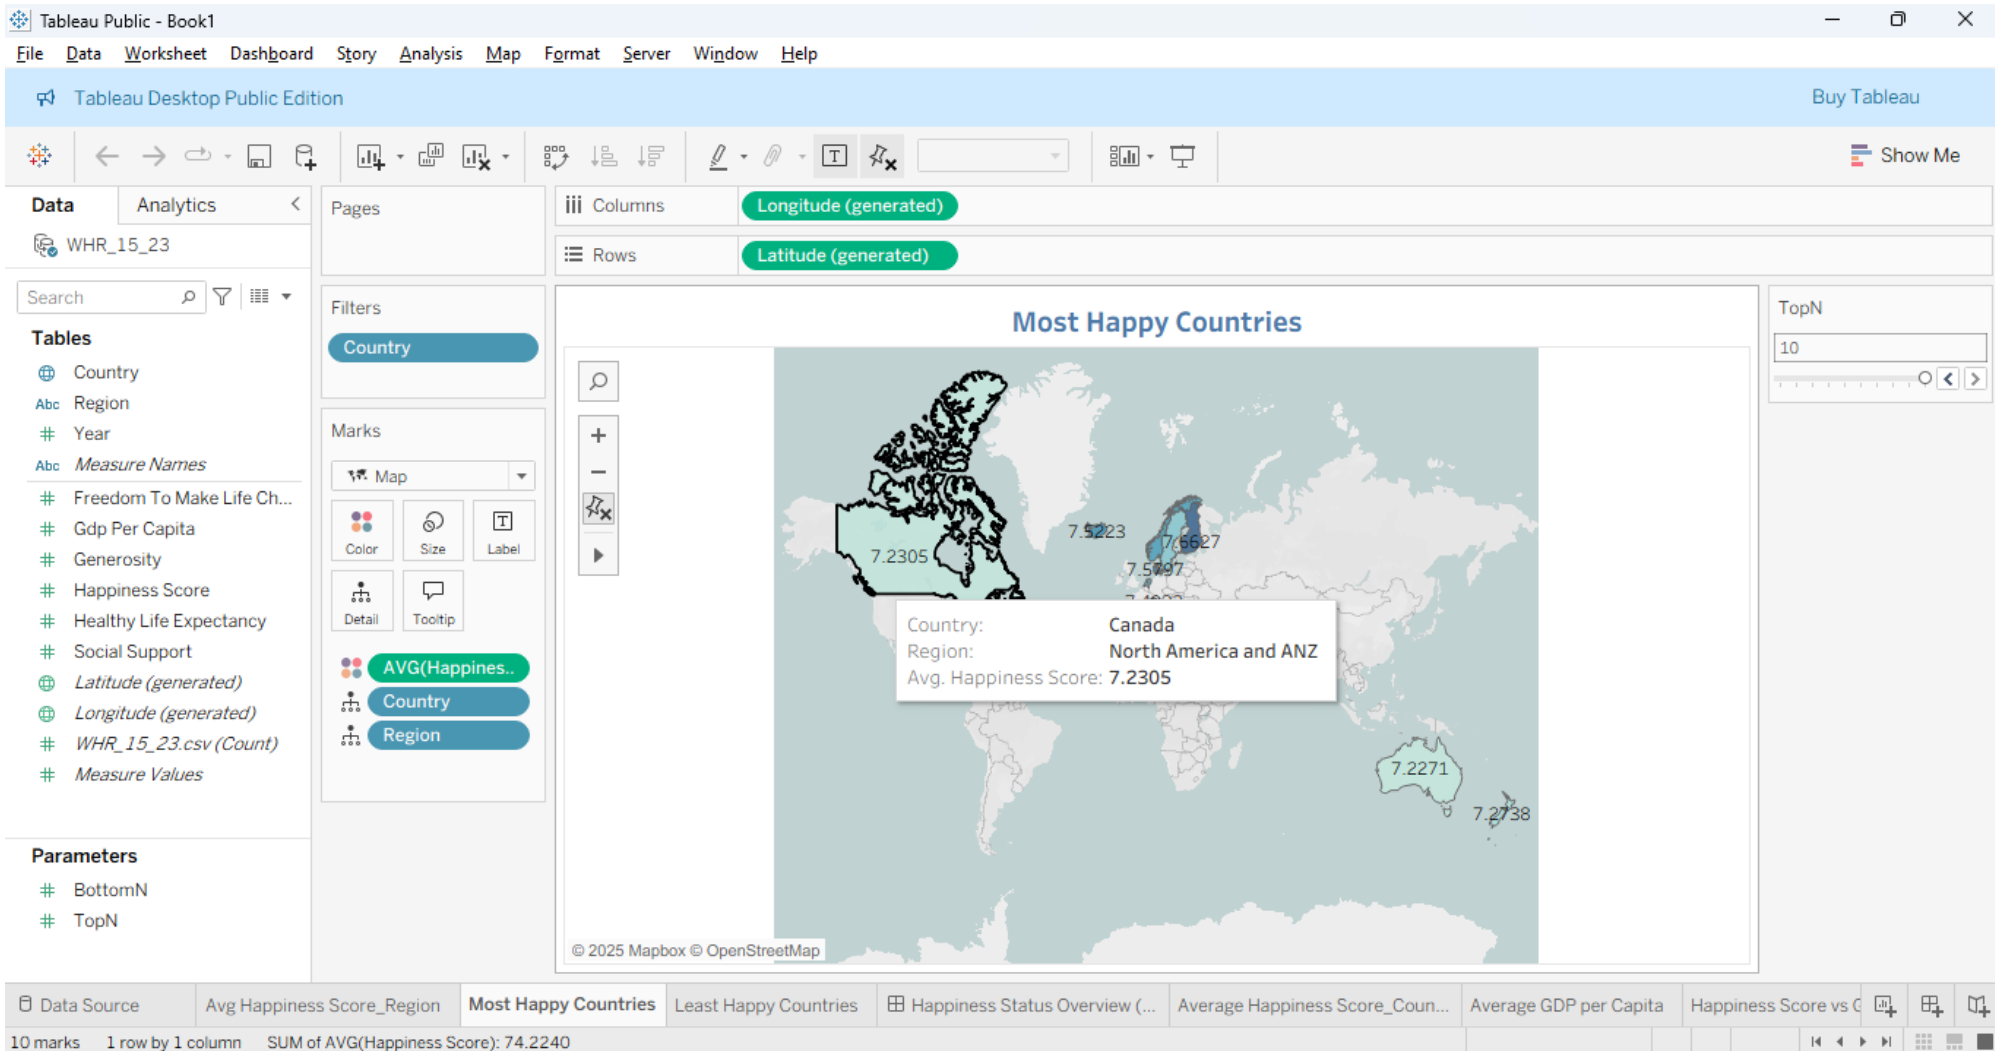 Tableau Public - Book1
File Data Worksheet Dashboard Story Analysis Map Format Server Window Help
Tableau Desktop Public Edition
Buy Tableau
Show Me
Data
Analytics
WHR_15_23
Search
Tables
Country
Abc Region
Year
Abc Measure Names
Freedom To Make Life Ch...
Gdp Per Capita
Generosity
Happiness Score
Healthy Life Expectancy
Social Support
Latitude (generated)
Longitude (generated)
WHR_15_23.csv (Count)
Measure Values
Parameters
BottomN
TopN
Pages
Filters
Country
Marks
Map
Color
Size
Label
Detail
Tooltip
AVG(Happines..
Country
Region
Columns
Longitude (generated)
Rows
Latitude (generated)
Most Happy Countries
7.2305
7.5223
7.6627
7.5797
7.2271
7.2738
Country: Canada
Region: North America and ANZ
Avg. Happiness Score: 7.2305
© 2025 Mapbox © OpenStreetMap
TopN
10
Data Source
Avg Happiness Score_Region
Most Happy Countries
Least Happy Countries
Happiness Status Overview (...
Average Happiness Score_Coun...
Average GDP per Capita
Happiness Score vs
10 marks 1 row by 1 column SUM of AVG(Happiness Score): 74.2240